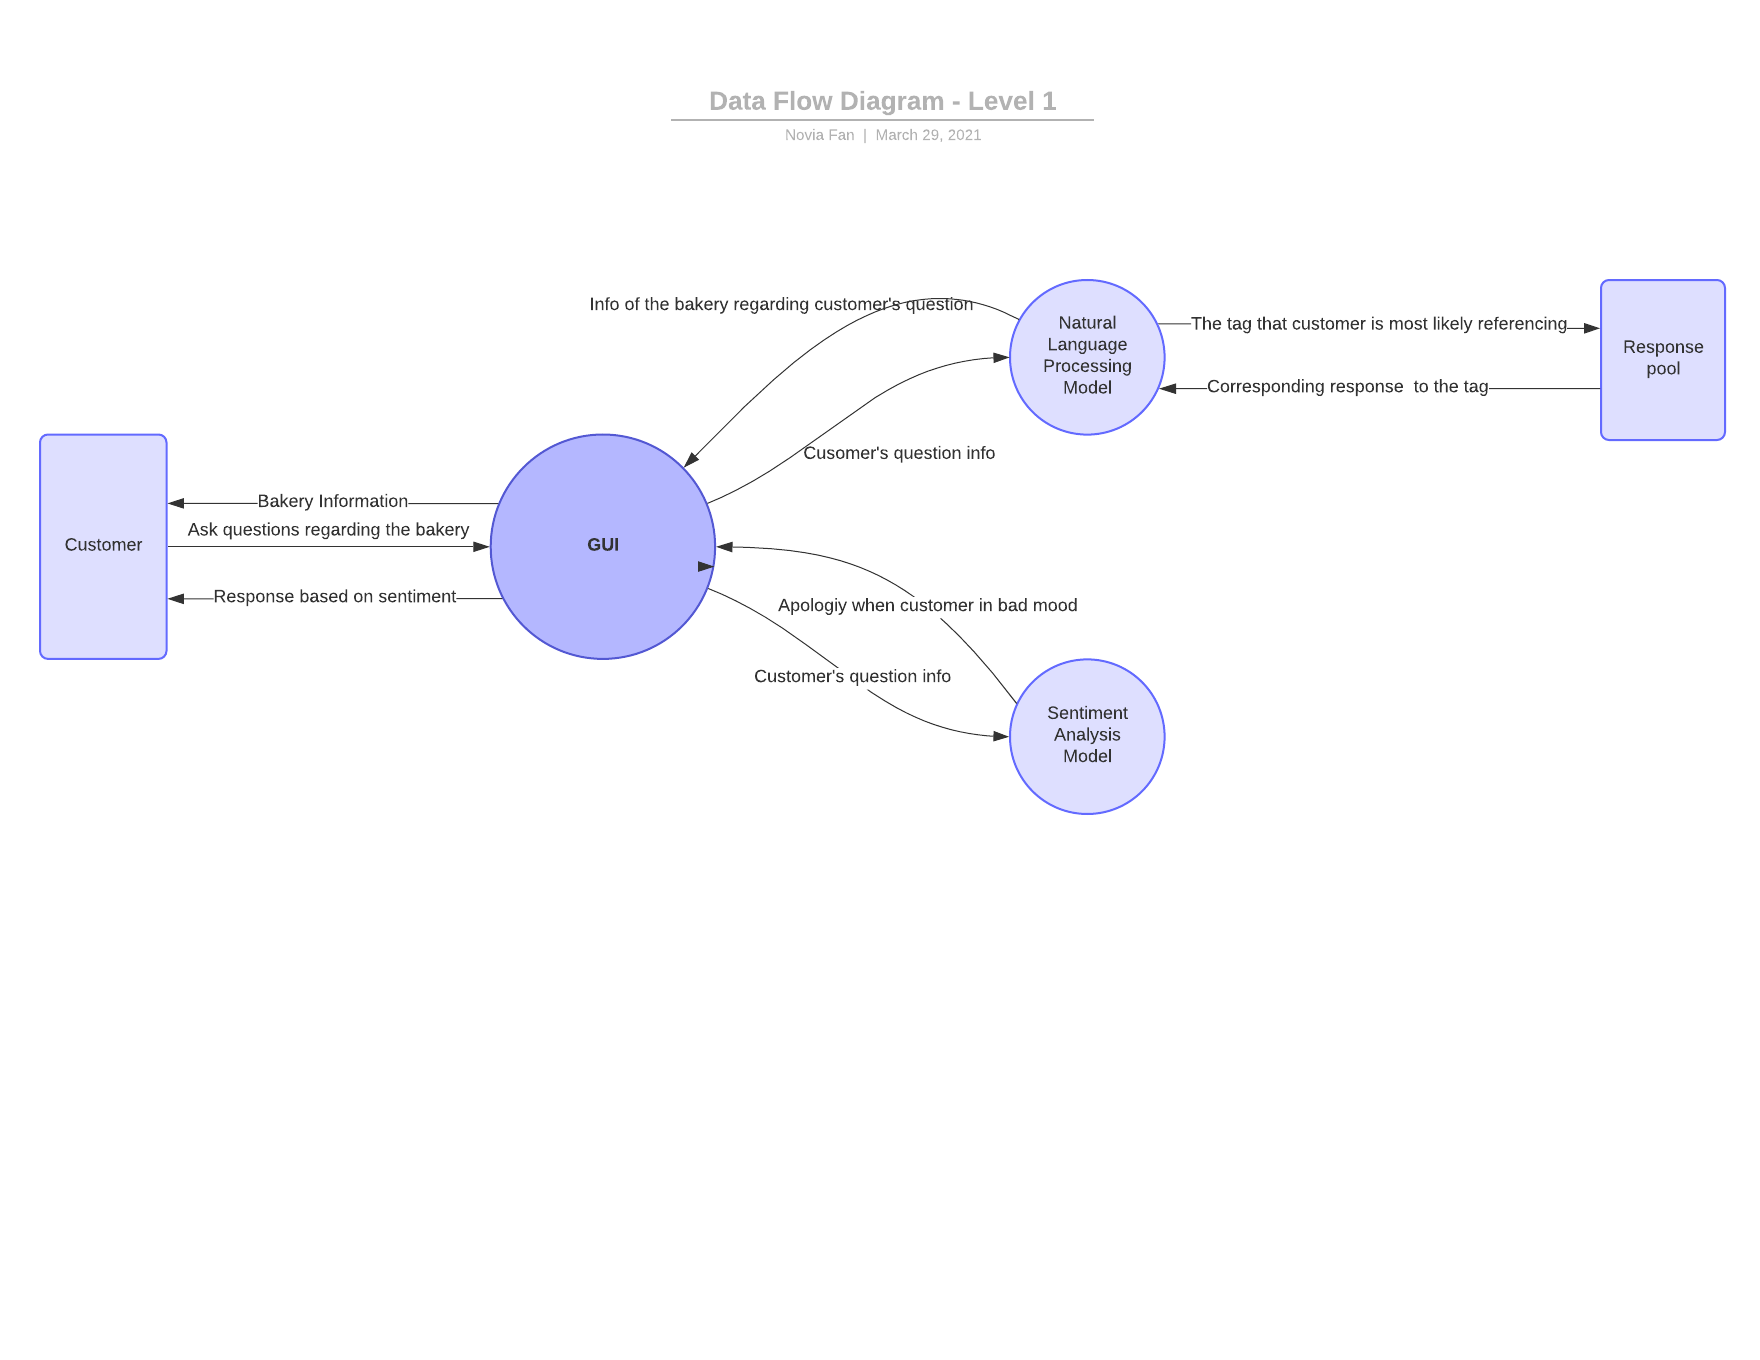 Data Flow Diagram - Level 1
Novia Fan | March 29, 2021
Info of the bakery regarding customer's question
Natural
Language
Processing
Model
The tag that customer is most likely referencing
Corresponding response  to the tag
Response
pool
Cusomer's question info
Customer
Bakery Information
Ask questions regarding the bakery
Response based on sentiment
GUI
Apologiy when customer in bad mood
Customer's question info
Sentiment
Analysis
Model